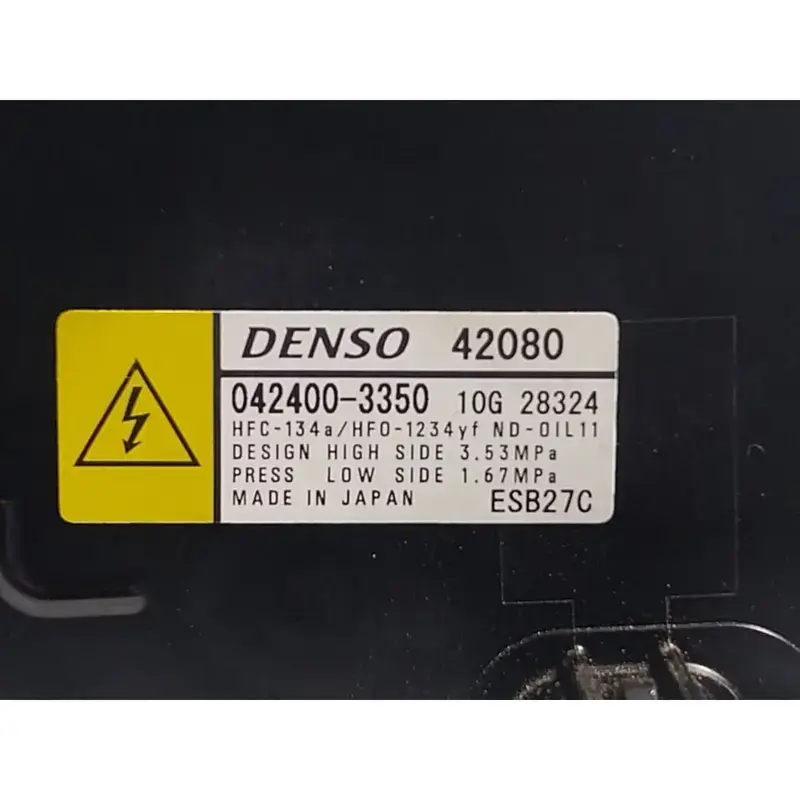 DENSO 42080
042400-3350 10G 28324
HFC-134a/HFO-1234yf ND-OIL11
DESIGN HIGH SIDE 3.53MPa
PRESS LOW SIDE 1.67MPa
MADE IN JAPAN ESB27C